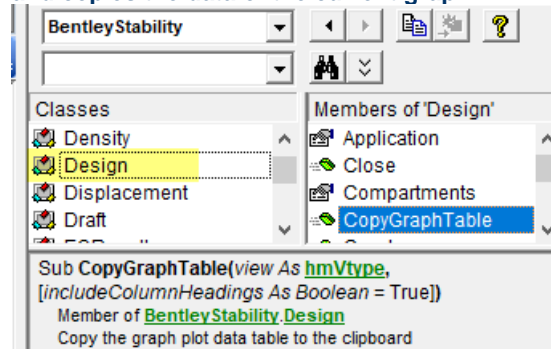 BentleyStability
Classes
Members of 'Design'
Density
Application
Design
Close
Displacement
Compartments
Draft
CopyGraphTable
Sub CopyGraphTable(view As hmVtype,
[includeColumnHeadings As Boolean = True])
Member of BentleyStability.Design
Copy the graph plot data table to the clipboard